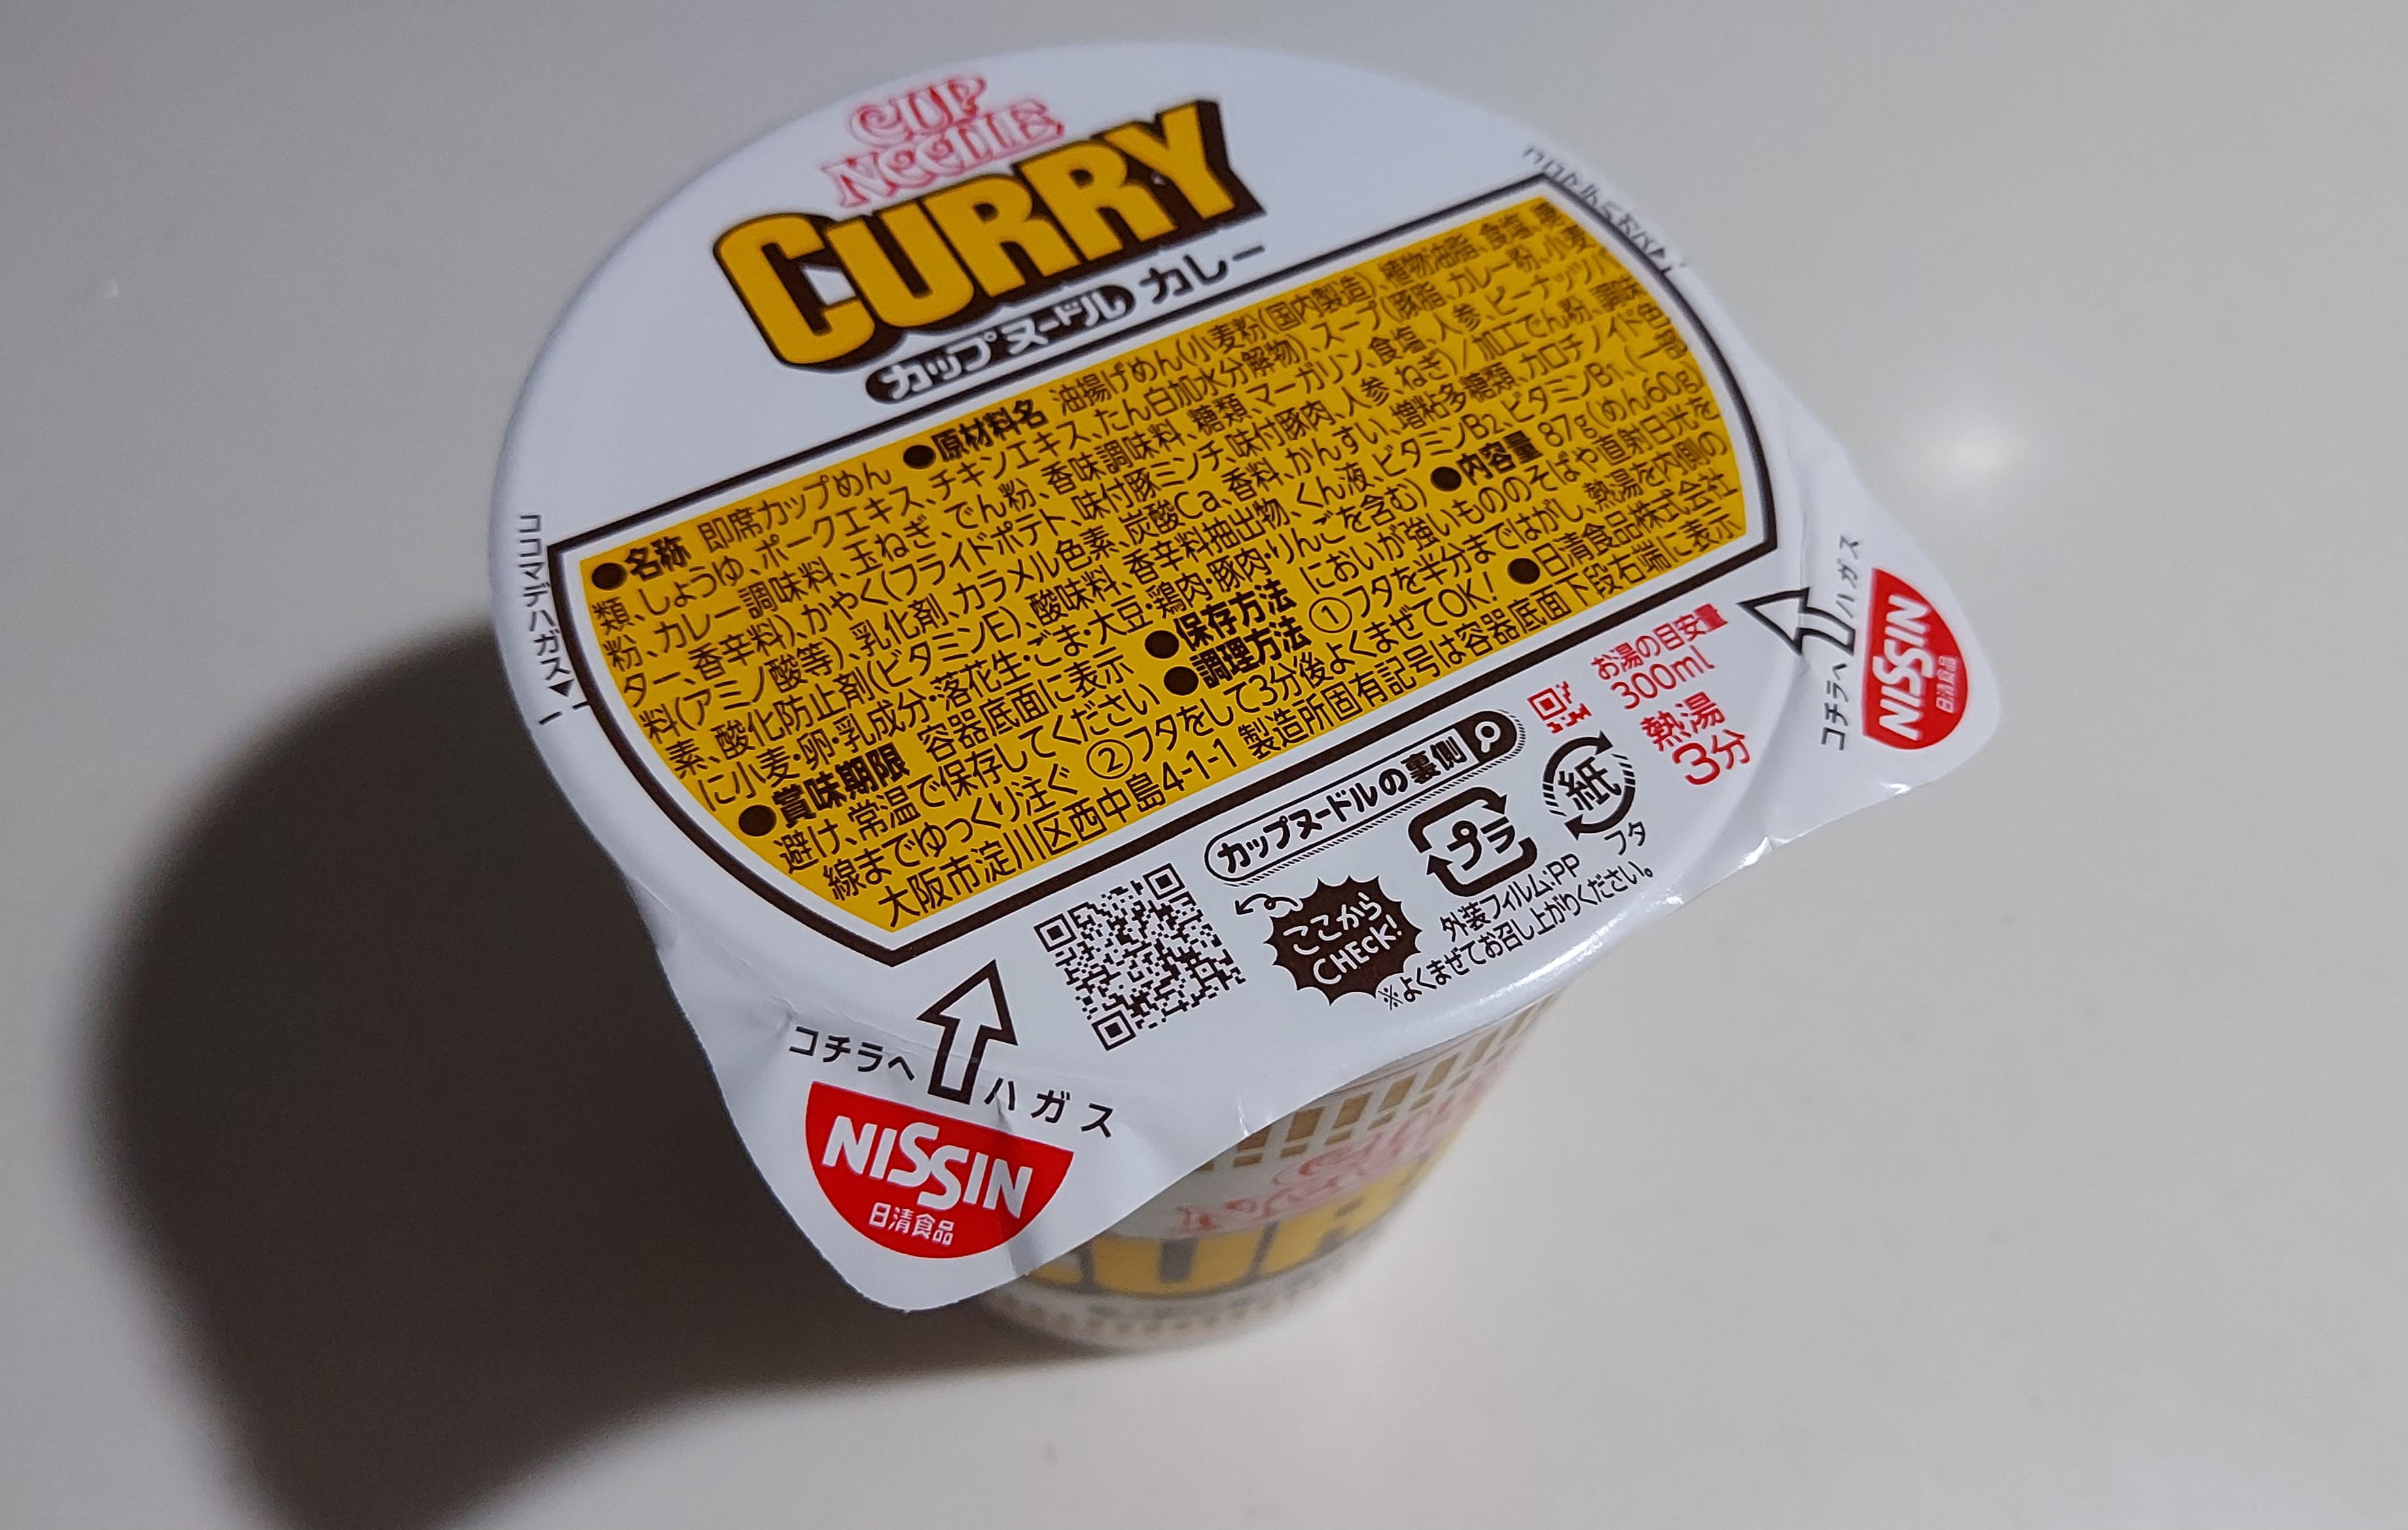 CUP
NOODLE
CURRY
カップヌードル カレー
●名称 即席カップめん ●原材料名 油揚げめん(小麦粉(国内製造)、植物油脂、食塩、糖
類、しょうゆ、ポークエキス、チキンエキス、たん白加水分解物)、スープ(豚脂、カレー粉、小麦
粉、カレー調味料、玉ねぎ、でん粉、香味調味料、糖類、マーガリン、食塩、人参、ピーナッツバ
ター、香辛料)、かやく(フライドポテト、味付豚ミンチ、味付豚肉、人参、ねぎ)/加工でん粉、調味
料(アミノ酸等)、乳化剤、カラメル色素、炭酸Ca、香料、かんすい、増粘多糖類、カロチノイド色
素、酸化防止剤(ビタミンE)、酸味料、香辛料抽出物、くん液、ビタミンB2、ビタミンB1、(一部
に小麦・卵・乳成分・落花生・ごま・大豆・鶏肉・豚肉・りんごを含む) ●内容量 87g(めん60g)
●賞味期限 容器底面に表示 ●保存方法 においが強いもののそばや直射日光を
避け、常温で保存してください ●調理方法 ①フタを半分まではがし、熱湯を内側の
線までゆっくり注ぐ ②フタをして3分後よくまぜてOK! ●日清食品株式会社
大阪市淀川区西中島4-1-1 製造所固有記号は容器底面下段右端に表示
ココマデハガス▼
カップヌードルの裏側
ここから
CHECK!
プラ
外装フィルム:PP
紙
フタ
お湯の目安量
300ml
熱湯
3分
※よくまぜてお召し上がりください。
コチラへハガス
NISSIN
日清食品
コチラへハガス
NISSIN
日清食品